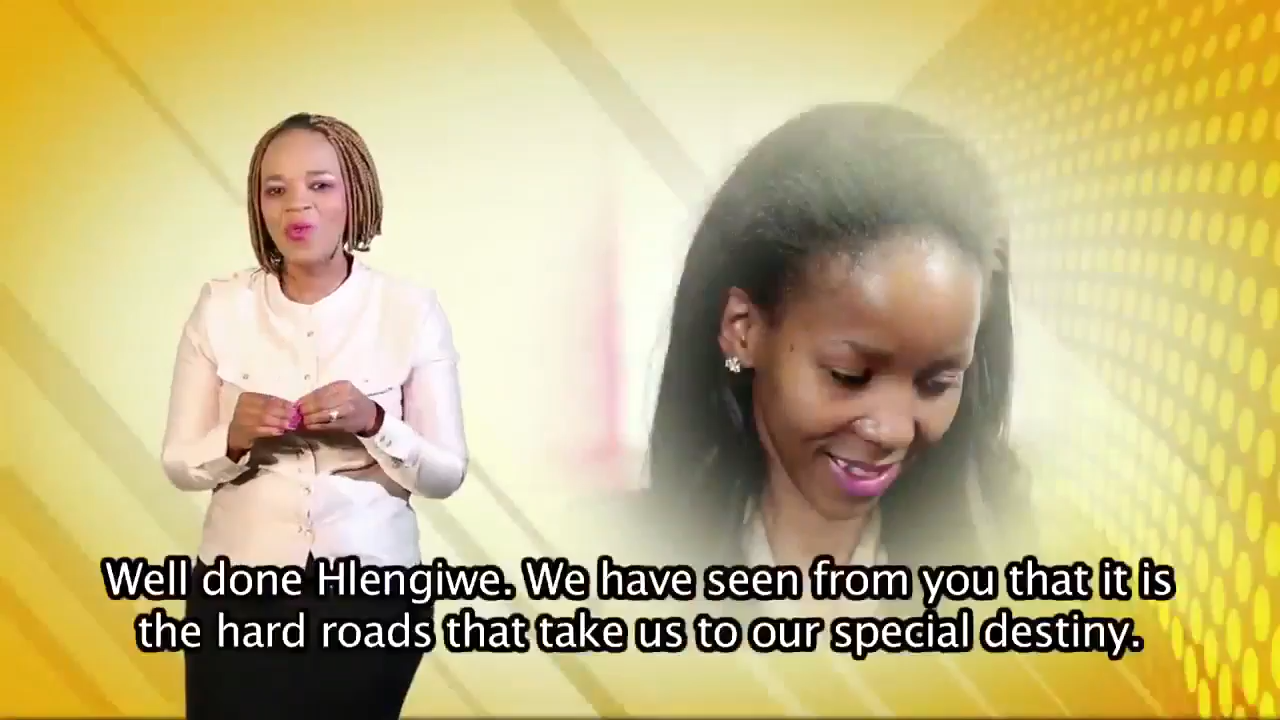 Well done Hlengiwe. We have seen from you that it is
the hard roads that take us to our special destiny.